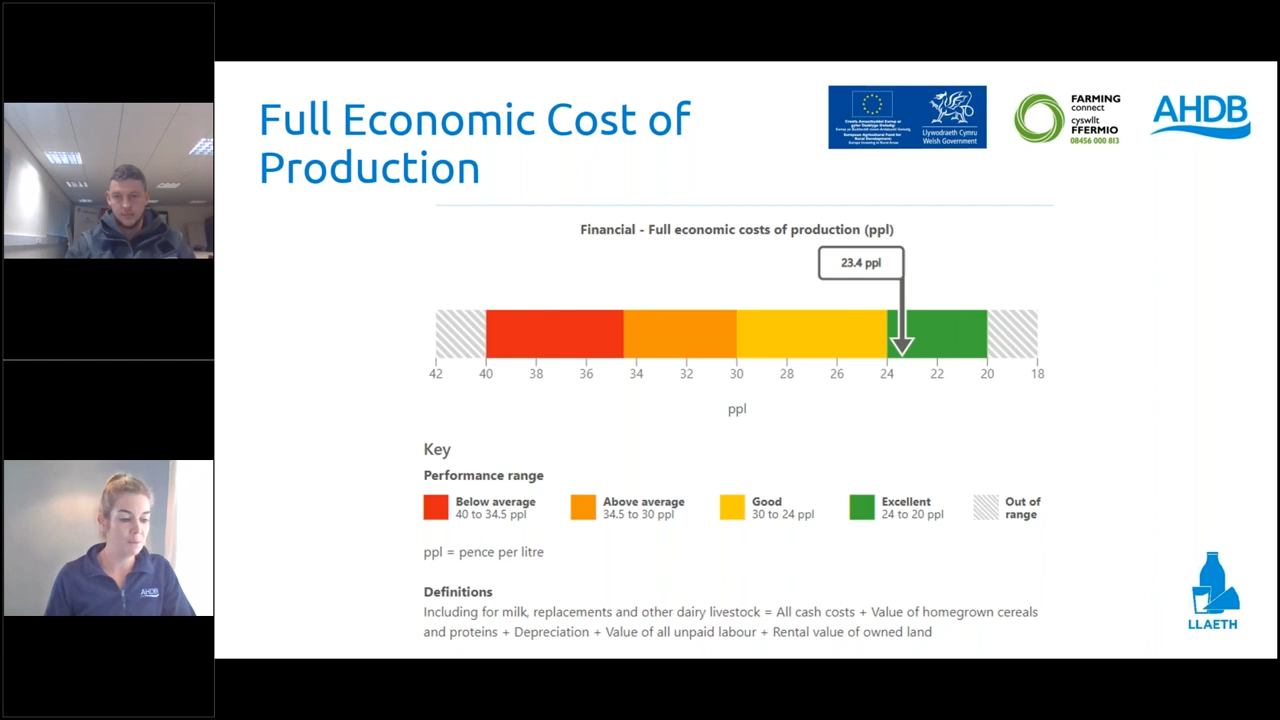 Full Economic Cost of
Production
Llywodraeth Cymru
Welsh Government
FARMING
connect
cyswllt
FFERMIO
08456 000 813
AHDB
Financial - Full economic costs of production (ppl)
23.4 ppl
42 40 38 36 34 32 30 28 26 24 22 20 18
ppl
Key
Performance range
Below average
40 to 34.5 ppl
Above average
34.5 to 30 ppl
Good
30 to 24 ppl
Excellent
24 to 20 ppl
Out of
range
ppl = pence per litre
Definitions
Including for milk, replacements and other dairy livestock = All cash costs + Value of homegrown cereals
and proteins + Depreciation + Value of all unpaid labour + Rental value of owned land
LLAETH
AHDB